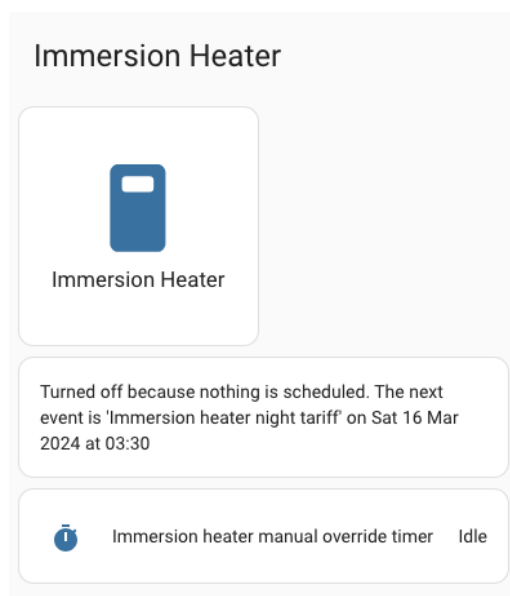 Immersion Heater
Immersion Heater
Turned off because nothing is scheduled. The next
event is 'Immersion heater night tariff' on Sat 16 Mar
2024 at 03:30
Immersion heater manual override timer Idle